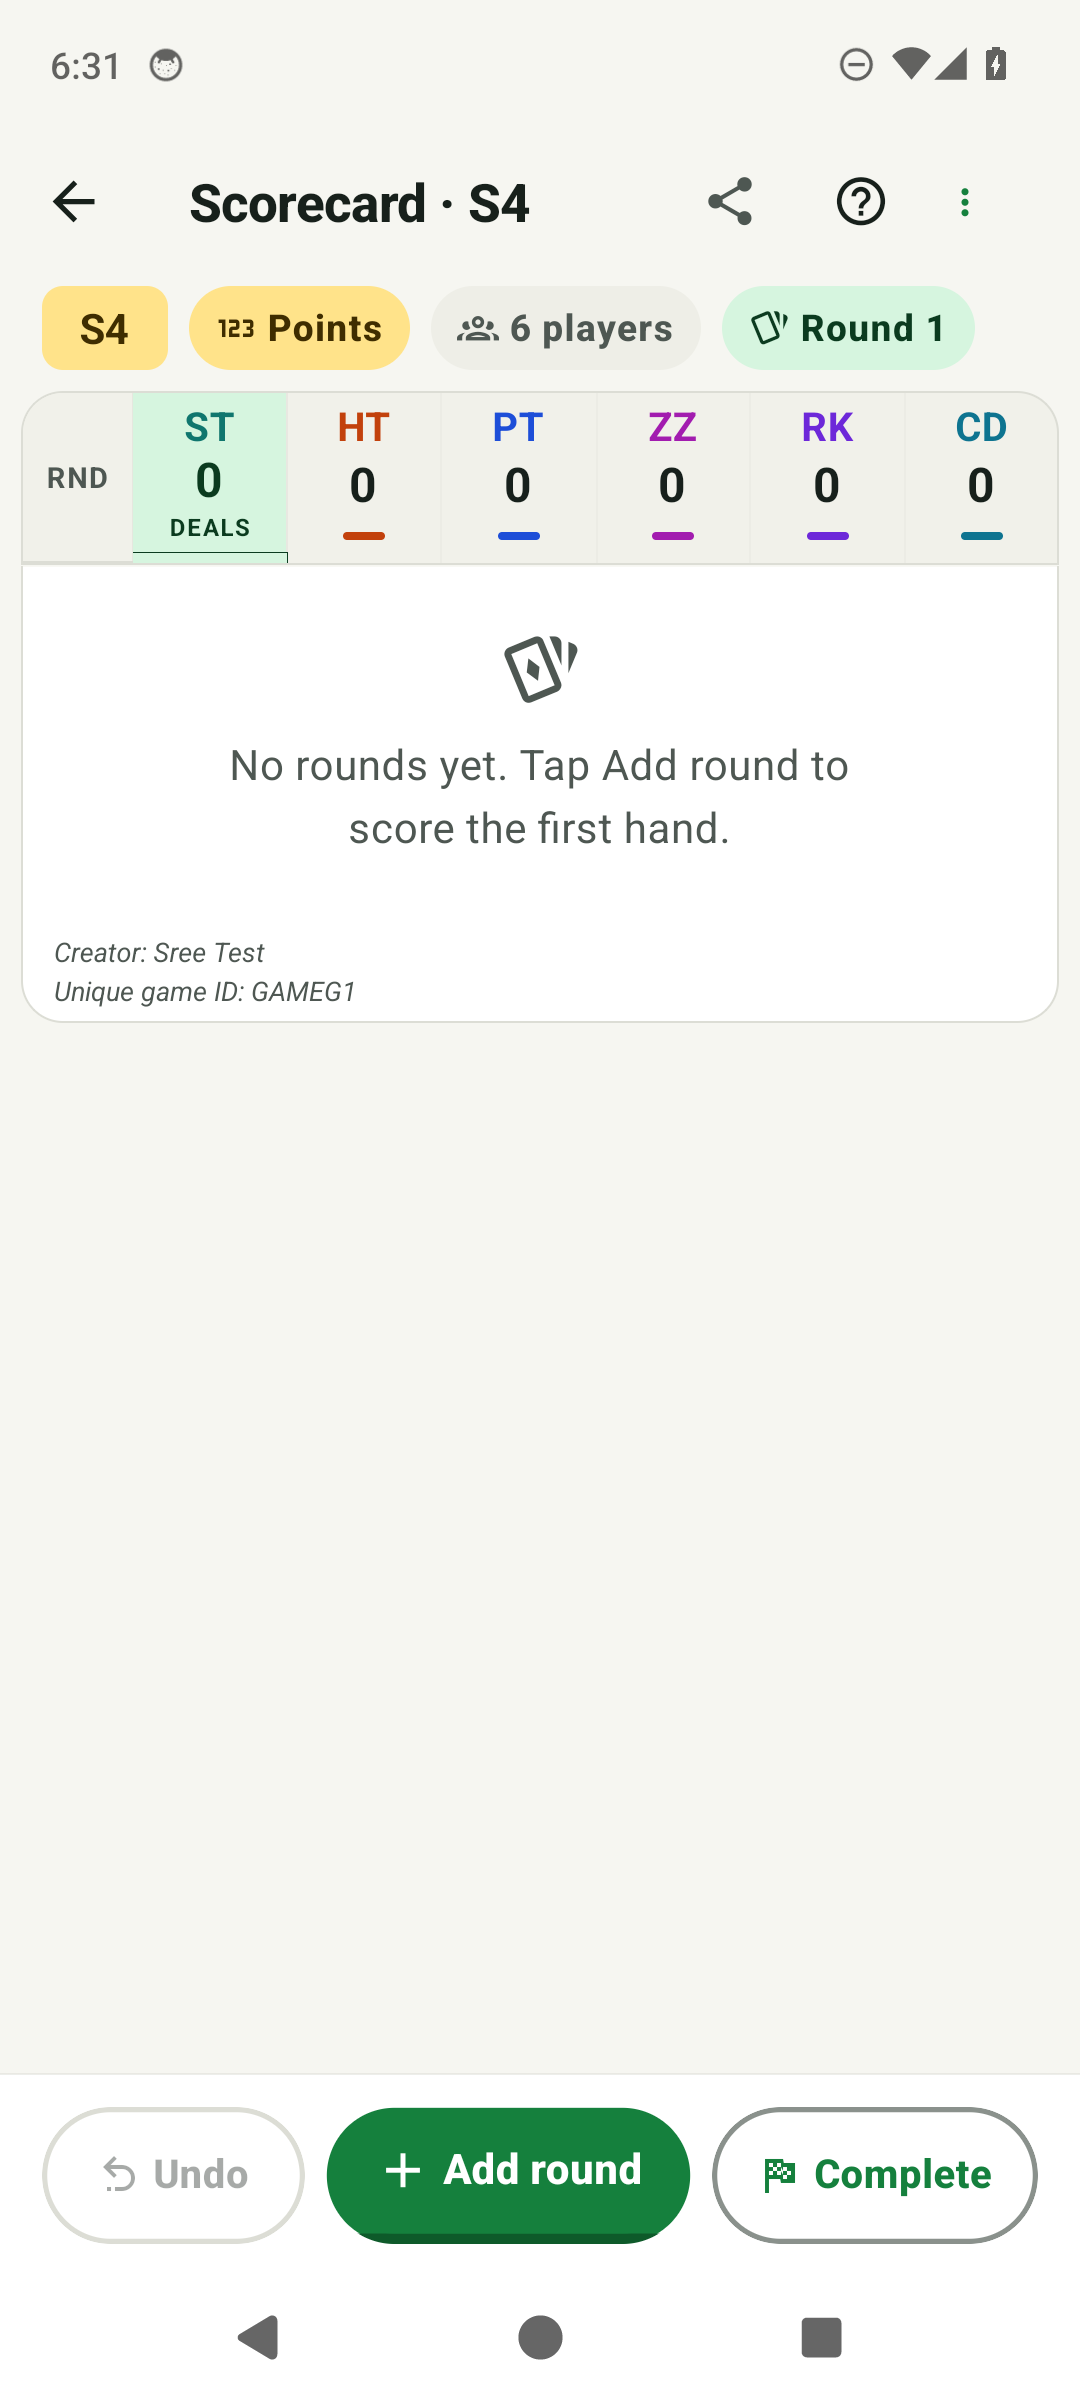 6:31
Scorecard · S4
S4
123 Points
6 players
Round 1
RND
ST
HT
PT
ZZ
RK
CD
0
0
0
0
0
0
DEALS
No rounds yet. Tap Add round to
score the first hand.
Creator: Sree Test
Unique game ID: GAMEG1
Undo
Add round
Complete